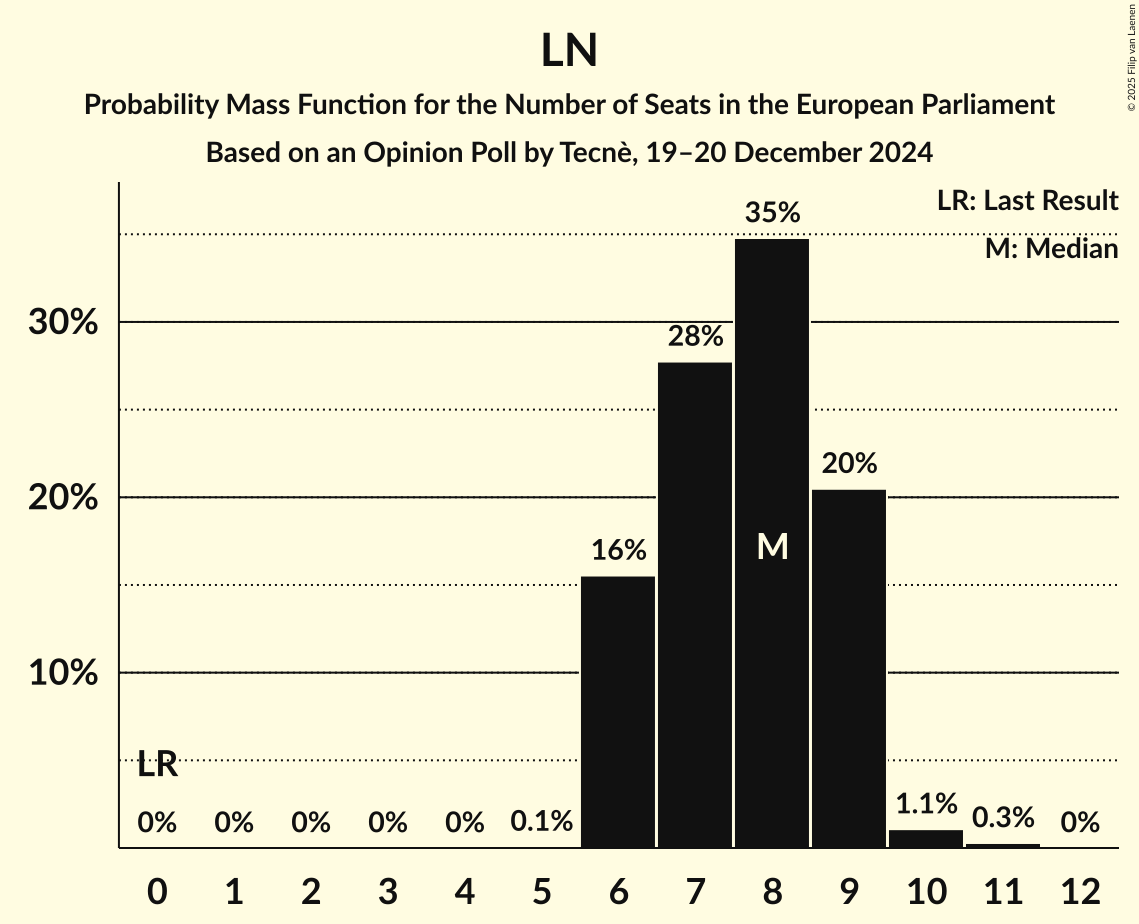 LN
Probability Mass Function for the Number of Seats in the European Parliament
Based on an Opinion Poll by Tecnè, 19–20 December 2024
© 2025 Filip van Laenen
LR: Last Result
M: Median
35%
30%
28%
20%
20%
16%
M
10%
LR
0% 0% 0% 0% 0% 0.1% 1.1% 0.3% 0%
0 1 2 3 4 5 6 7 8 9 10 11 12